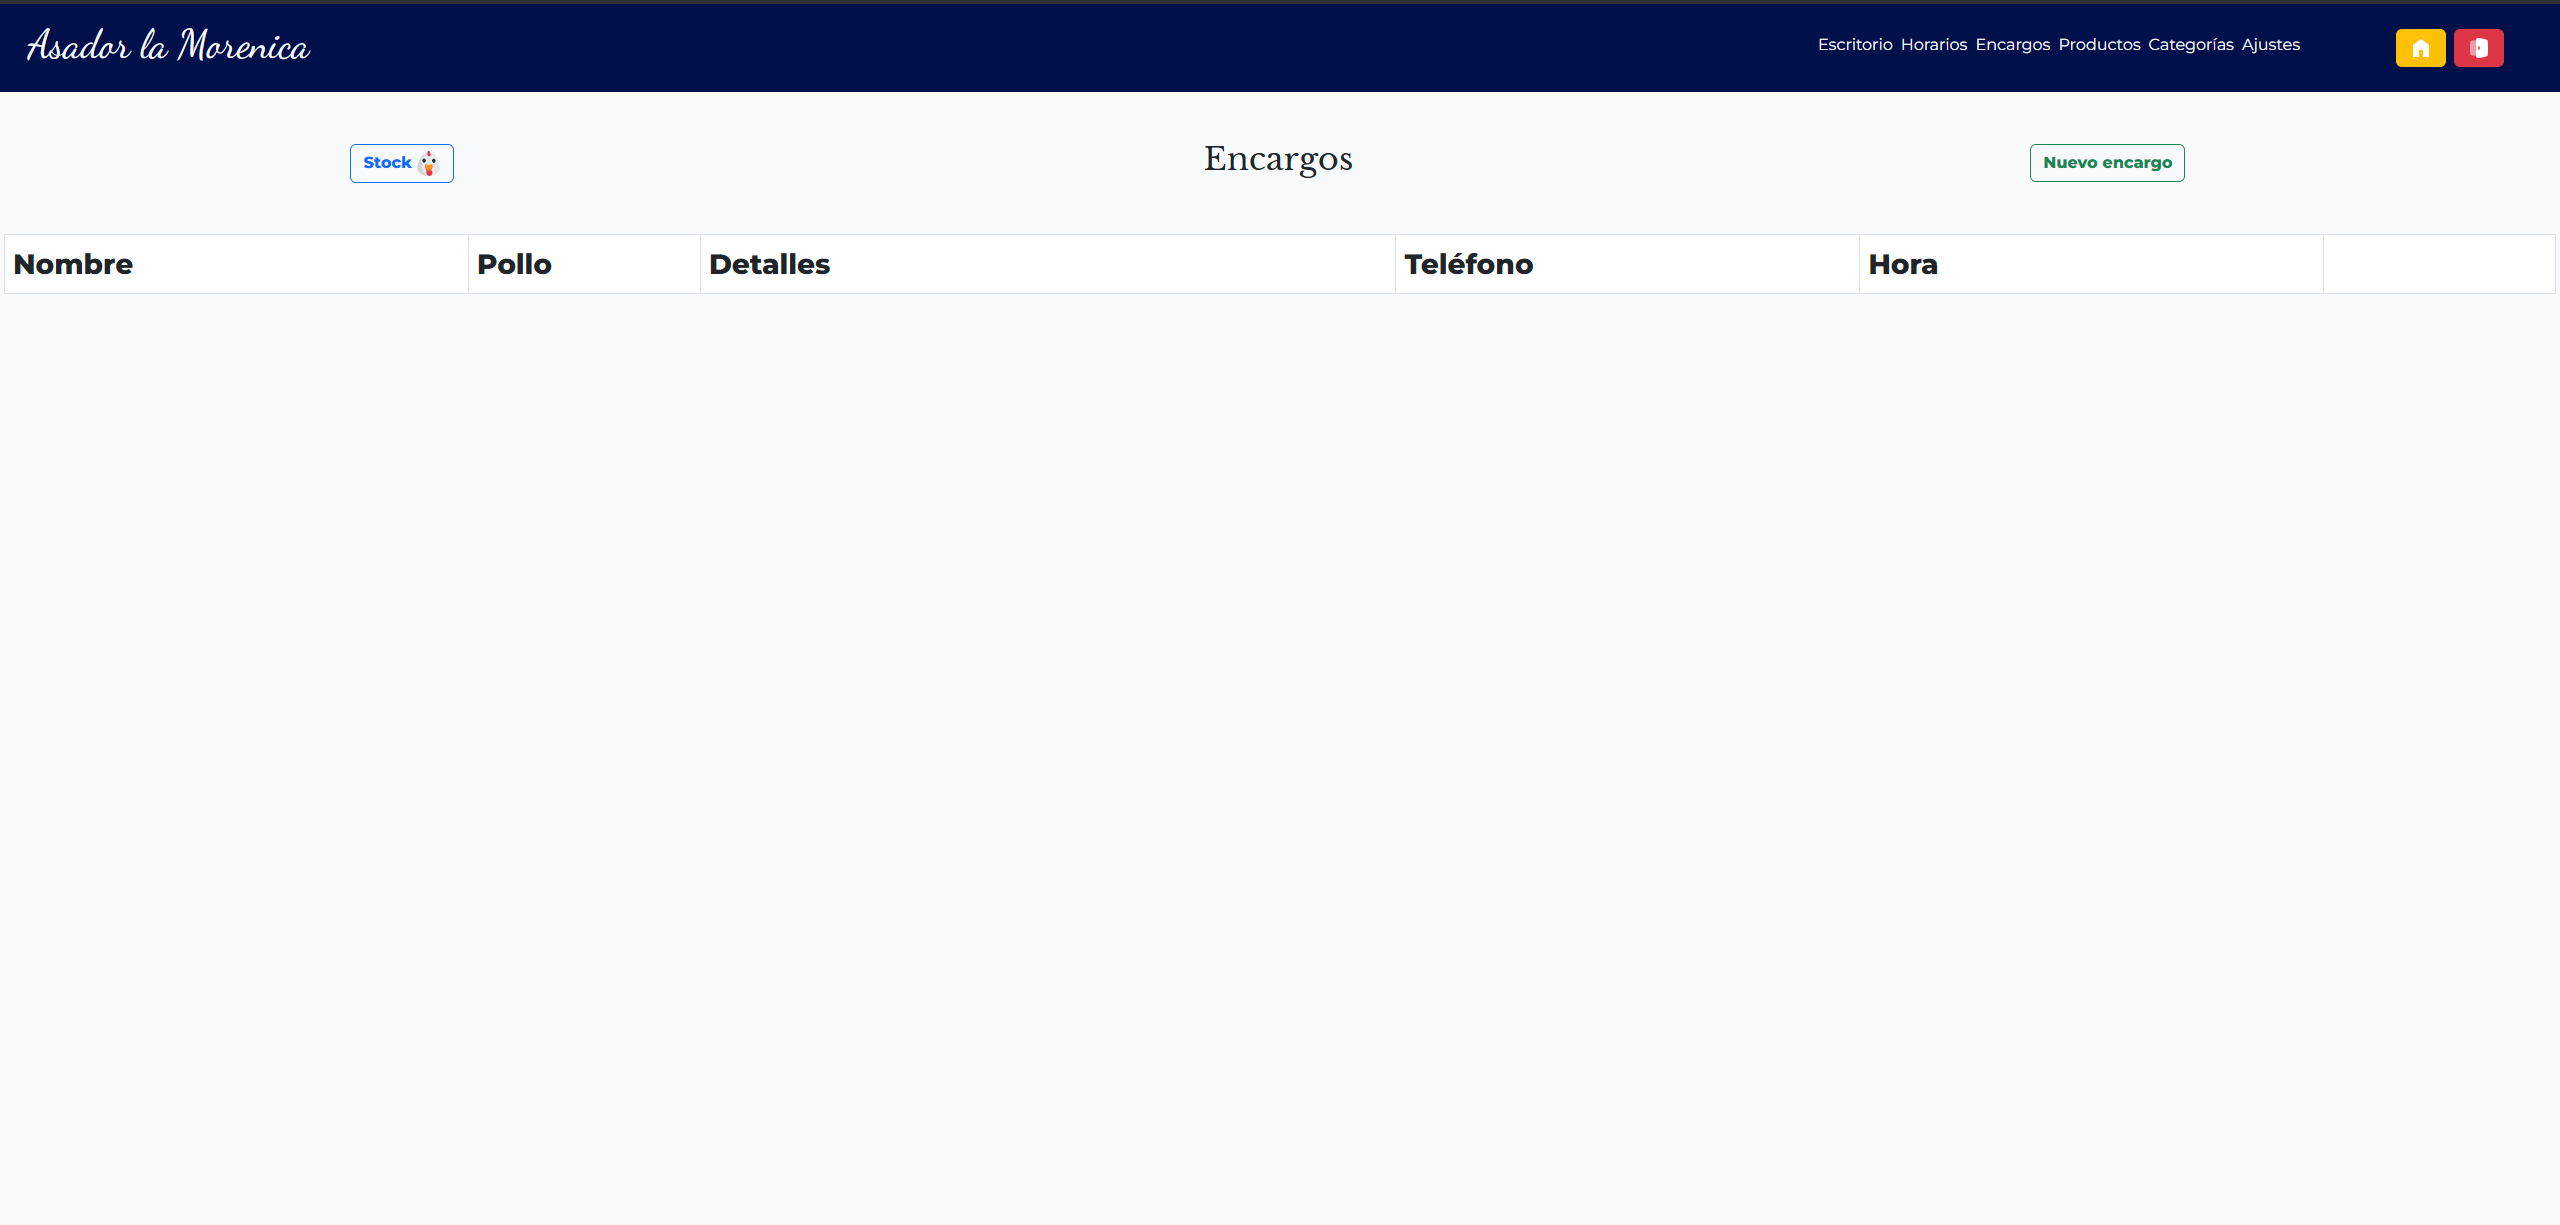 Asador la Morenica
Escritorio Horarios Encargos Productos Categorías Ajustes
Stock
Encargos
Nuevo encargo
Nombre Pollo Detalles Teléfono Hora